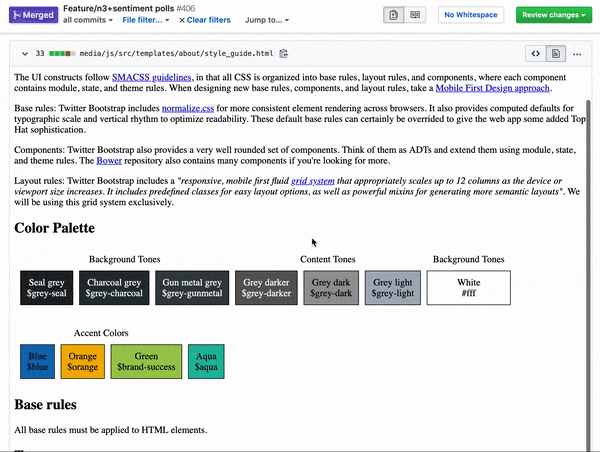 Merged
Feature/n3+sentiment polls #406
all commits File filter... Clear filters Jump to...
No Whitespace
Review changes
33 media/js/src/templates/about/style_guide.html
The UI constructs follow SMACSS guidelines, in that all CSS is organized into base rules, layout rules, and components, where each component
contains module, state, and theme rules. When designing new base rules, components, and layout rules, take a Mobile First Design approach.
Base rules: Twitter Bootstrap includes normalize.css for more consistent element rendering across browsers. It also provides computed defaults for
typographic scale and vertical rhythm to optimize readability. These default base rules can certainly be overrided to give the web app some added Top
Hat sophistication.
Components: Twitter Bootstrap also provides a very well rounded set of components. Think of them as ADTs and extend them using module, state,
and theme rules. The Bower repository also contains many components if you're looking for more.
Layout rules: Twitter Bootstrap includes a "responsive, mobile first fluid grid system that appropriately scales up to 12 columns as the device or
viewport size increases. It includes predefined classes for easy layout options, as well as powerful mixins for generating more semantic layouts". We
will be using this grid system exclusively.
Color Palette
Background Tones Content Tones Background Tones
Seal grey Charcoal grey Gun metal grey Grey darker Grey dark Grey light White
$grey-seal $grey-charcoal $grey-gunmetal $grey-darker $grey-dark $grey-light #fff
Accent Colors
Blue Orange Green Aqua
$blue $orange $brand-success $aqua
Base rules
All base rules must be applied to HTML elements.